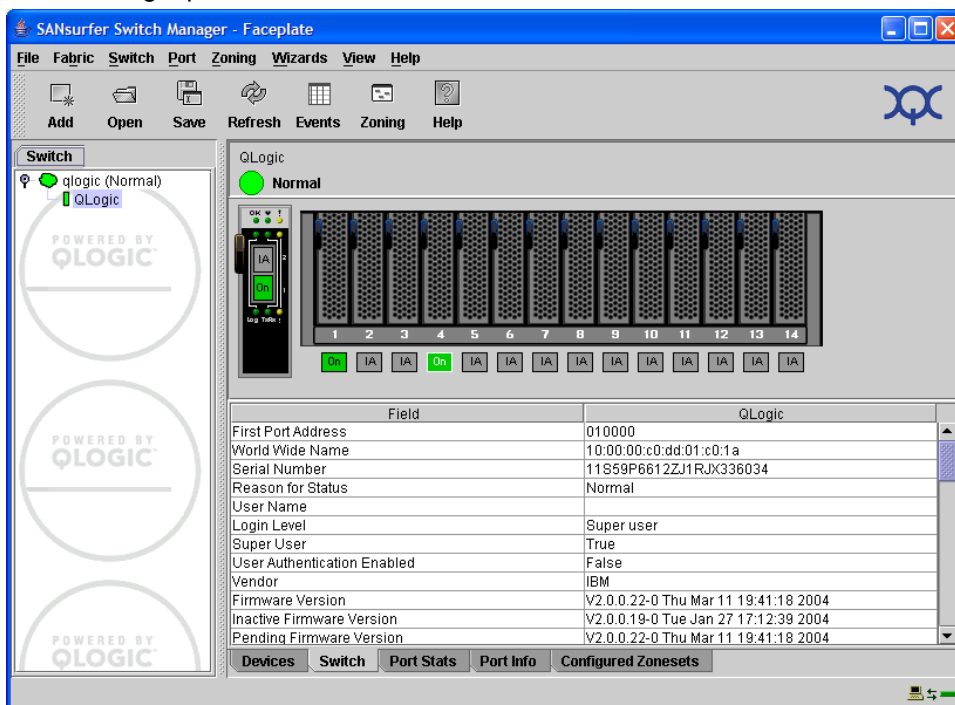 SANsurfer Switch Manager - Faceplate
File Fabric Switch Port Zoning Wizards View Help
Add Open Save Refresh Events Zoning Help
Switch
qlogic (Normal)
QLogic
POWERED BY
QLOGIC
POWERED BY
QLOGIC
POWERED BY
QLOGIC
QLogic
Normal
OK !
IA 2
On 1
Log TxRx !
1 2 3 4 5 6 7 8 9 10 11 12 13 14
On IA IA On IA IA IA IA IA IA IA IA IA IA
Field QLogic
First Port Address 010000
World Wide Name 10:00:00:c0:dd:01:c0:1a
Serial Number 11S59P6612ZJ1RJX336034
Reason for Status Normal
User Name
Login Level Super user
Super User True
User Authentication Enabled False
Vendor IBM
Firmware Version V2.0.0.22-0 Thu Mar 11 19:41:18 2004
Inactive Firmware Version V2.0.0.19-0 Tue Jan 27 17:12:39 2004
Pending Firmware Version V2.0.0.22-0 Thu Mar 11 19:41:18 2004
Devices Switch Port Stats Port Info Configured Zonesets